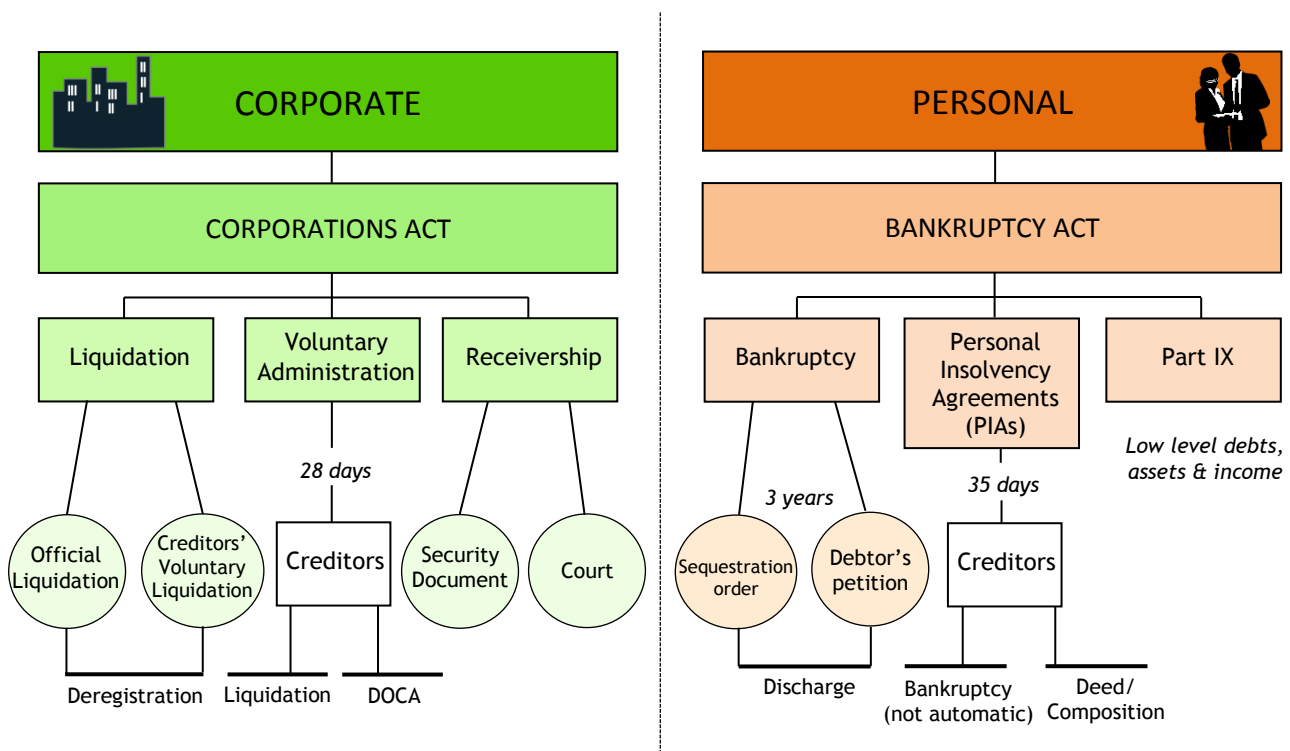 CORPORATE
CORPORATIONS ACT
Liquidation
Voluntary
Administration
Receivership
28 days
Official
Liquidation
Creditors’
Voluntary
Liquidation
Creditors
Security
Document
Court
Deregistration
Liquidation
DOCA
PERSONAL
BANKRUPTCY ACT
Bankruptcy
Personal
Insolvency
Agreements
(PIAs)
Part IX
Low level debts,
assets & income
3 years
35 days
Sequestration
order
Debtor’s
petition
Creditors
Discharge
Bankruptcy
(not automatic)
Deed/
Composition